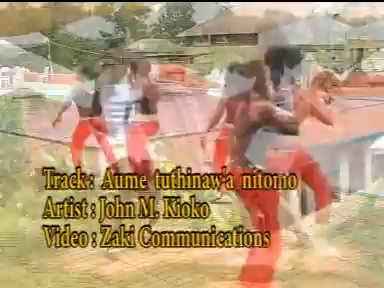 Track : Aume tuthinaw'a nitomo
Artist : John M. Kioko
Video : Zaki Communications